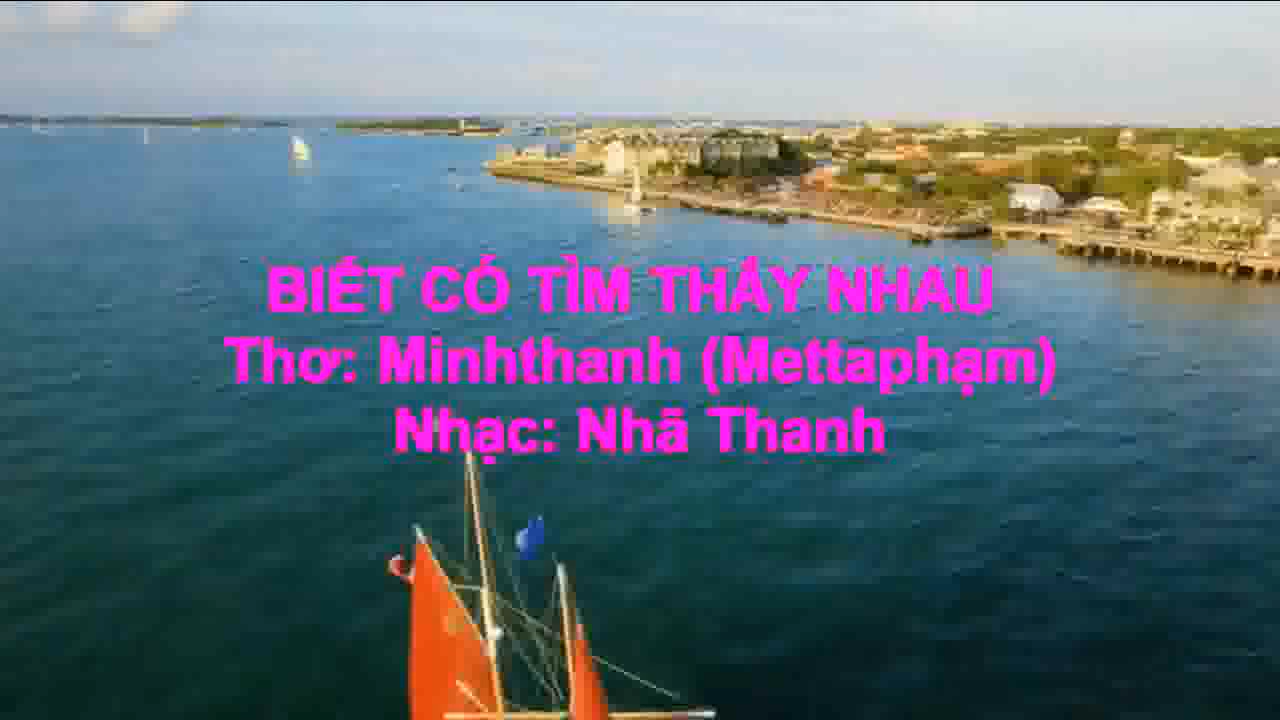 BIẾT CÓ TÌM THẤY NHAU
Thơ: Minhthanh (Mettaphạm)
Nhạc: Nhã Thanh